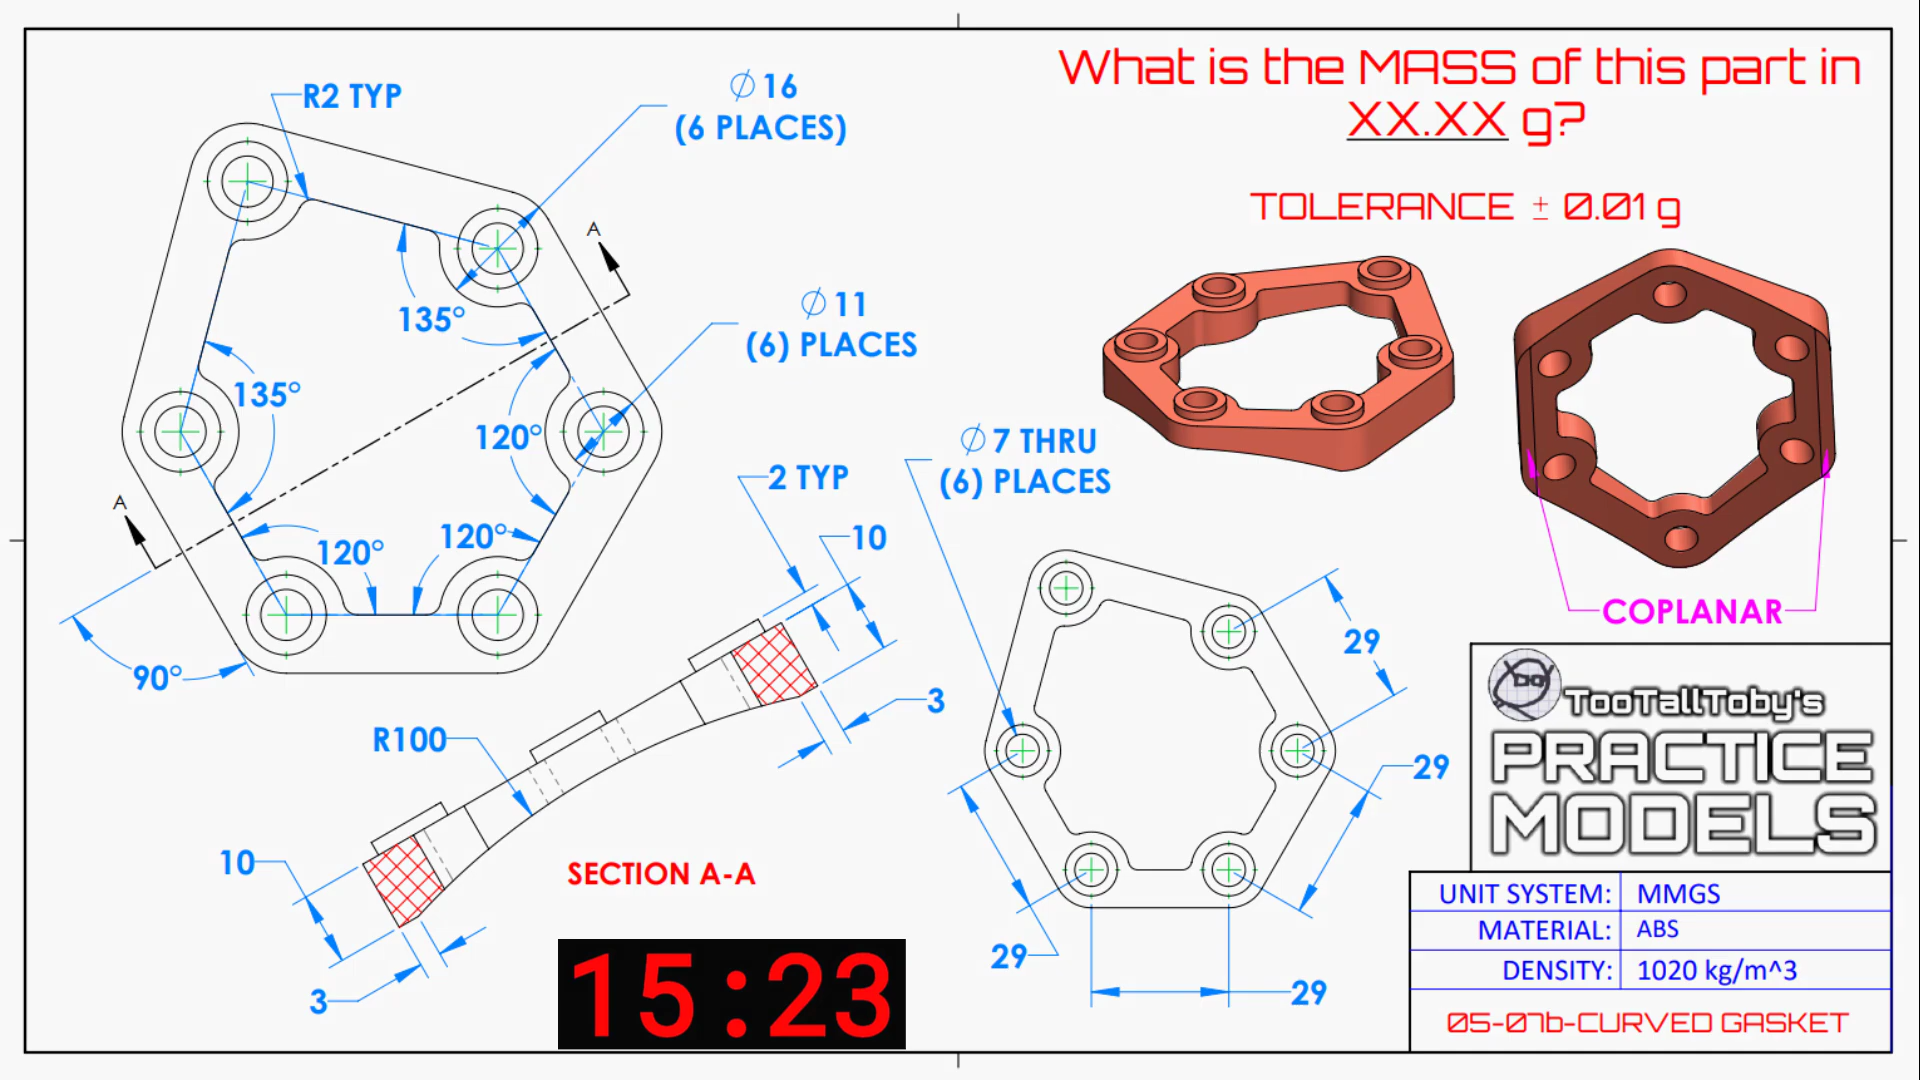 What is the MASS of this part in
XX.XX g?
TOLERANCE ± 0.01 g
R2 TYP
∅16
(6 PLACES)
A
135°
∅11
(6) PLACES
135°
120°
120°
120°
A
90°
∅7 THRU
(6) PLACES
2 TYP
10
3
R100
10
3
SECTION A-A
15:23
29
29
29
29
COPLANAR
TooTallToby's
PRACTICE
MODELS
UNIT SYSTEM: MMGS
MATERIAL: ABS
DENSITY: 1020 kg/m^3
05-07b-CURVED GASKET